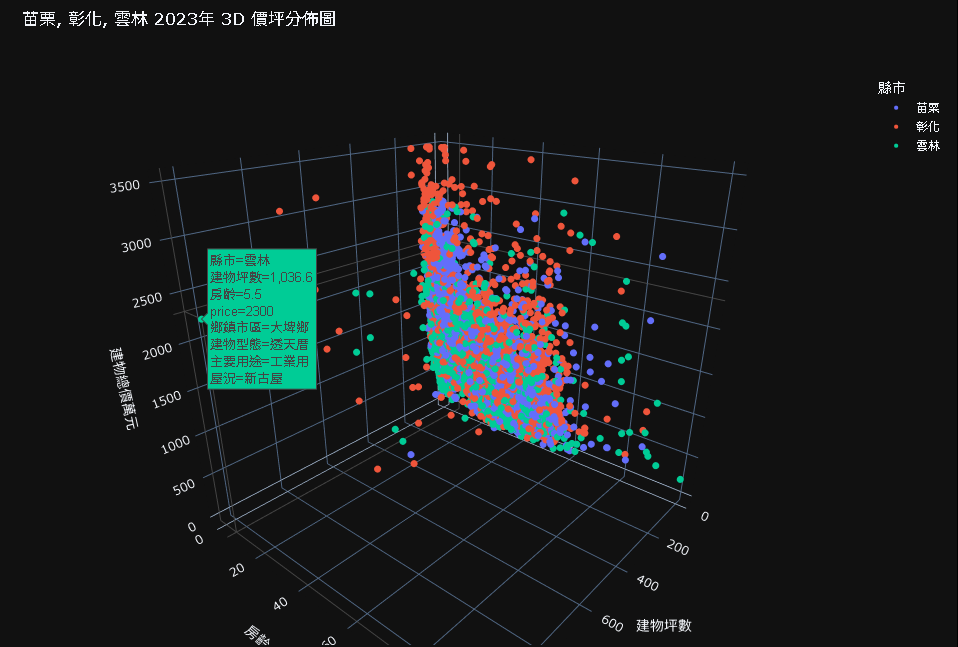 苗栗, 彰化, 雲林 2023年 3D 價坪分佈圖
縣市
苗栗
彰化
雲林
3500
3000
2500
2000
1500
1000
500
0
建物總價萬元
縣市=雲林
建物坪數=1,036.6
房齡=5.5
price=2300
鄉鎮市區=大埤鄉
建物型態=透天厝
主要用途=工業用
屋況=新古屋
0
20
40
房齡
0
200
400
600
建物坪數